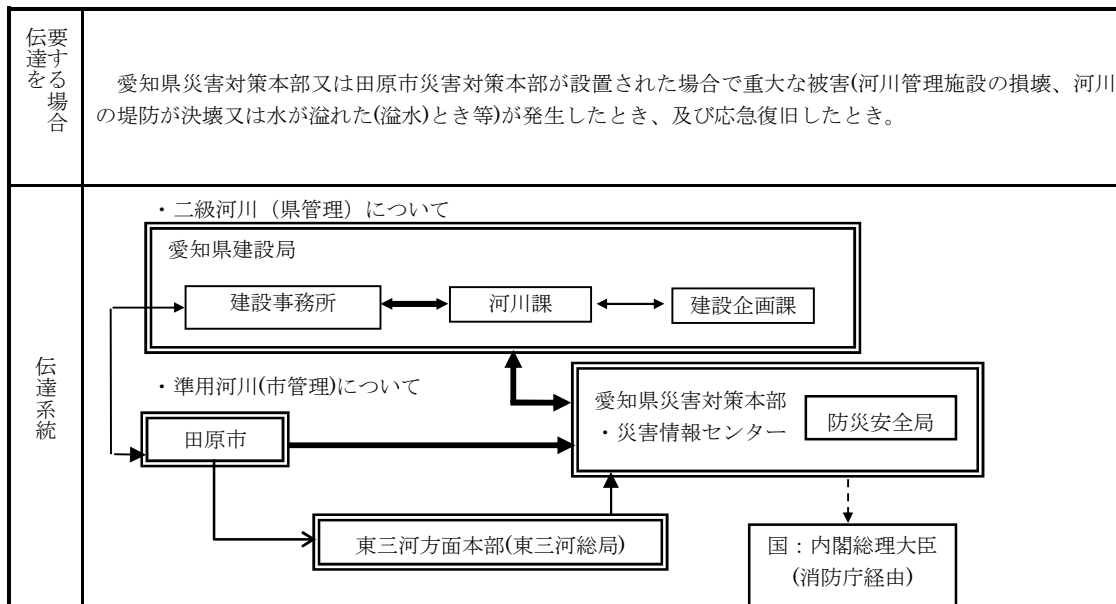 伝達を
要する場合
愛知県災害対策本部又は田原市災害対策本部が設置された場合で重大な被害(河川管理施設の損壊、河川
の堤防が決壊又は水が溢れた(溢水)とき等)が発生したとき、及び応急復旧したとき。
伝達系統
・二級河川（県管理）について
愛知県建設局
建設事務所
河川課
建設企画課
・準用河川(市管理)について
田原市
愛知県災害対策本部
・災害情報センター
防災安全局
東三河方面本部(東三河総局)
国：内閣総理大臣
(消防庁経由)